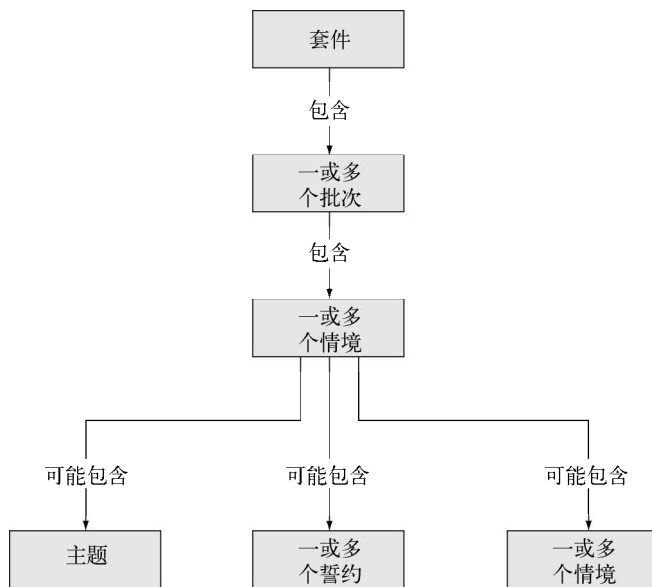 套件
包含
一或多
个批次
包含
一或多
个情境
可能包含
可能包含
可能包含
主题
一或多
个誓约
一或多
个情境